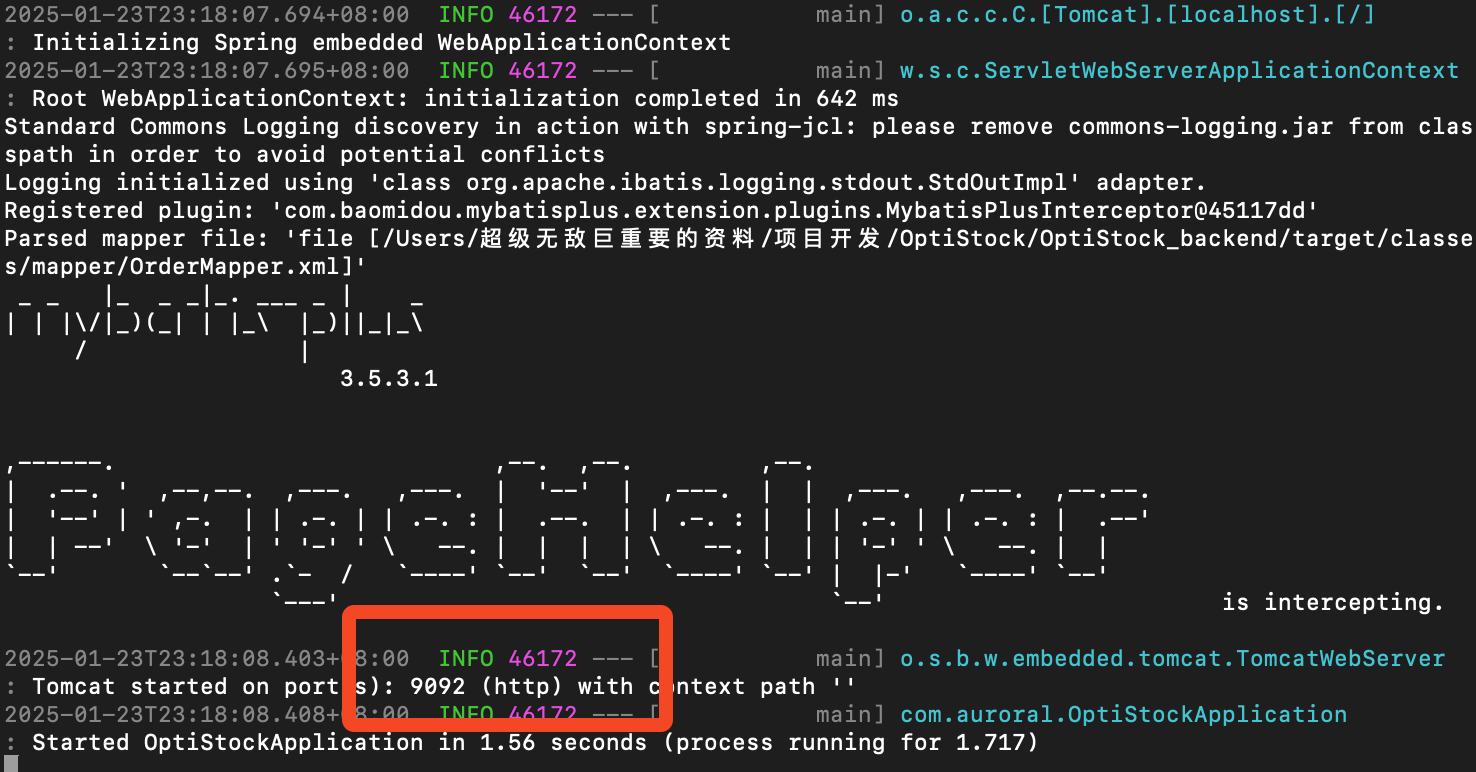 2025-01-23T23:18:07.694+08:00  INFO 46172 --- [           main] o.a.c.c.C.[Tomcat].[localhost].[/]
: Initializing Spring embedded WebApplicationContext
2025-01-23T23:18:07.695+08:00  INFO 46172 --- [           main] w.s.c.ServletWebServerApplicationContext
: Root WebApplicationContext: initialization completed in 642 ms
Standard Commons Logging discovery in action with spring-jcl: please remove commons-logging.jar from clas
spath in order to avoid potential conflicts
Logging initialized using 'class org.apache.ibatis.logging.stdout.StdOutImpl' adapter.
Registered plugin: 'com.baomidou.mybatisplus.extension.plugins.MybatisPlusInterceptor@45117dd'
Parsed mapper file: 'file [/Users/超级无敌巨重要的资料/项目开发/OptiStock/OptiStock_backend/target/classe
s/mapper/OrderMapper.xml]'
Mybatis plus
3.5.3.1
PageHelper
is intercepting.
2025-01-23T23:18:08.403+08:00  INFO 46172 --- [           main] o.s.b.w.embedded.tomcat.TomcatWebServer
: Tomcat started on port(s): 9092 (http) with context path ''
2025-01-23T23:18:08.408+08:00  INFO 46172 --- [           main] com.auroral.OptiStockApplication
: Started OptiStockApplication in 1.56 seconds (process running for 1.717)